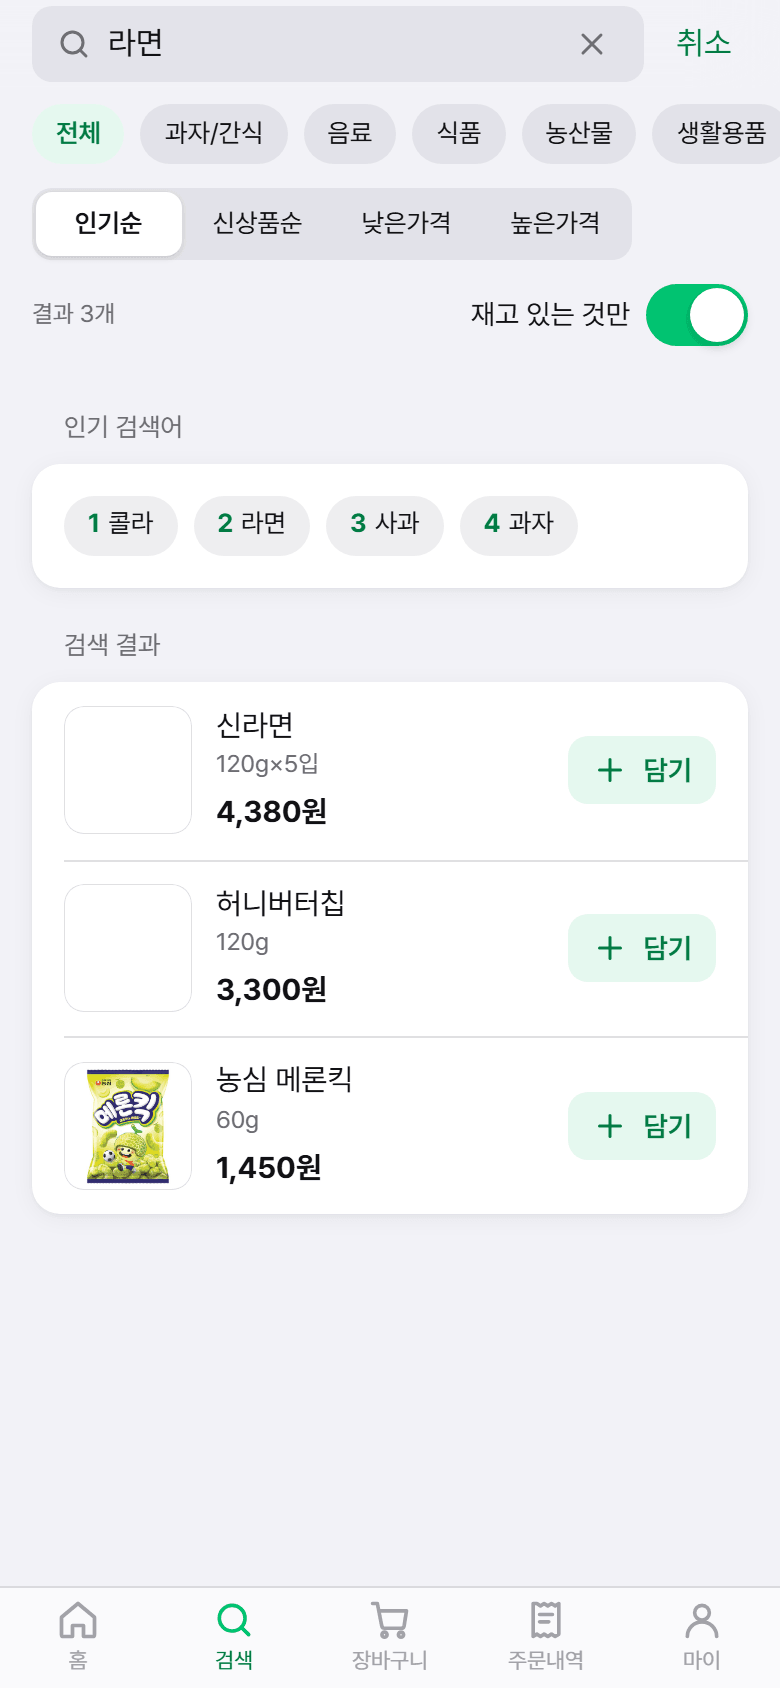 라면
취소
전체 과자/간식 음료 식품 농산물 생활용품
인기순 신상품순 낮은가격 높은가격
결과 3개 재고 있는 것만
인기 검색어
1 콜라 2 라면 3 사과 4 과자
검색 결과
신라면
120g×5입
4,380원
담기
허니버터칩
120g
3,300원
담기
농심 메론킥
60g
1,450원
담기
메론킥
홈 검색 장바구니 주문내역 마이